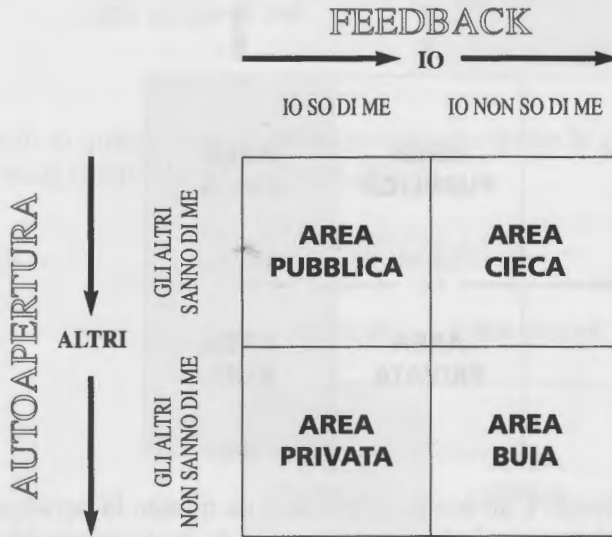 FEEDBACK
IO
IO SO DI ME
IO NON SO DI ME
AUTOAPERTURA
ALTRI
GLI ALTRI
SANNO DI ME
AREA
PUBBLICA
AREA
CIECA
GLI ALTRI
NON SANNO DI ME
AREA
PRIVATA
AREA
BUIA